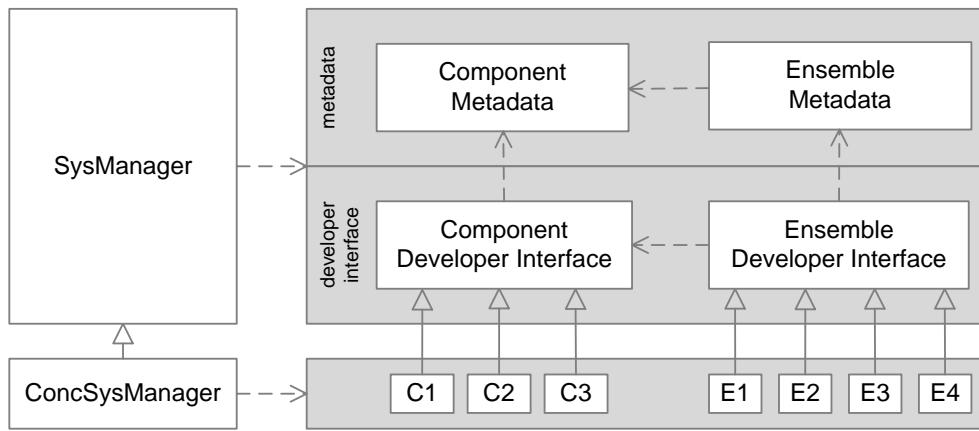 SysManager
ConcSysManager
metadata
Component
Metadata
Ensemble
Metadata
developer
interface
Component
Developer Interface
Ensemble
Developer Interface
C1
C2
C3
E1
E2
E3
E4